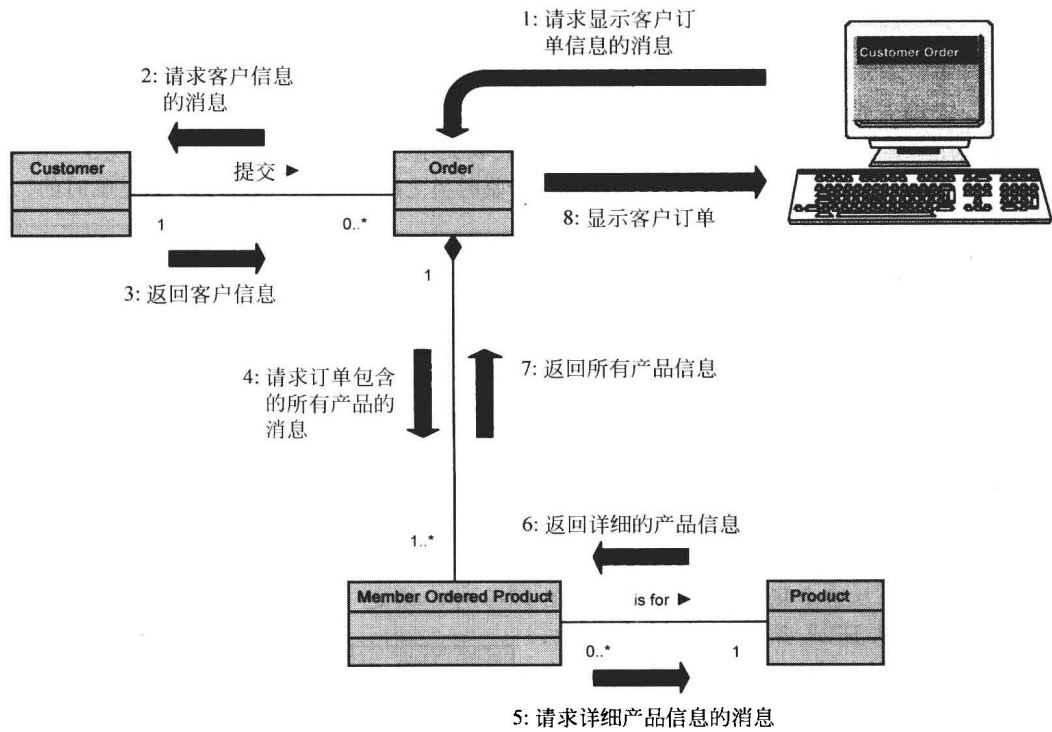 1: 请求显示客户订
单信息的消息
Customer Order
2: 请求客户信息
的消息
Customer
提交 ►
Order
1
0..*
8: 显示客户订单
3: 返回客户信息
1
4: 请求订单包含
的所有产品的
消息
7: 返回所有产品信息
6: 返回详细的产品信息
1..*
Member Ordered Product
is for ►
Product
0..*
1
5: 请求详细产品信息的消息